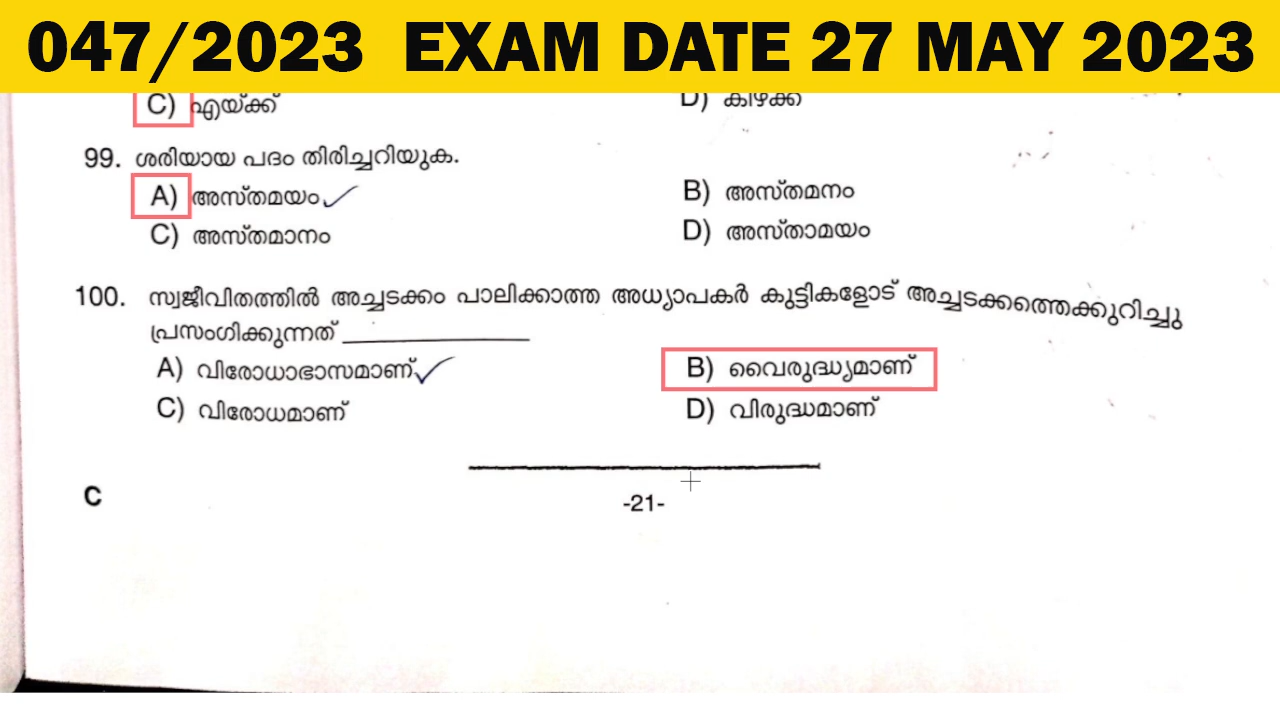 047/2023 EXAM DATE 27 MAY 2023
C) എയ്ക്ക് D) കിഴക്ക്
99. ശരിയായ പദം തിരിച്ചറിയുക.
A) അസ്തമയം B) അസ്തമനം
C) അസ്തമാനം D) അസ്താമയം
100. സ്വജീവിതത്തിൽ അച്ചടക്കം പാലിക്കാത്ത അധ്യാപകർ കുട്ടികളോട് അച്ചടക്കത്തെക്കുറിച്ചു
പ്രസംഗിക്കുന്നത് ____________
A) വിരോധാഭാസമാണ് B) വൈരുദ്ധ്യമാണ്
C) വിരോധമാണ് D) വിരുദ്ധമാണ്
C -21-